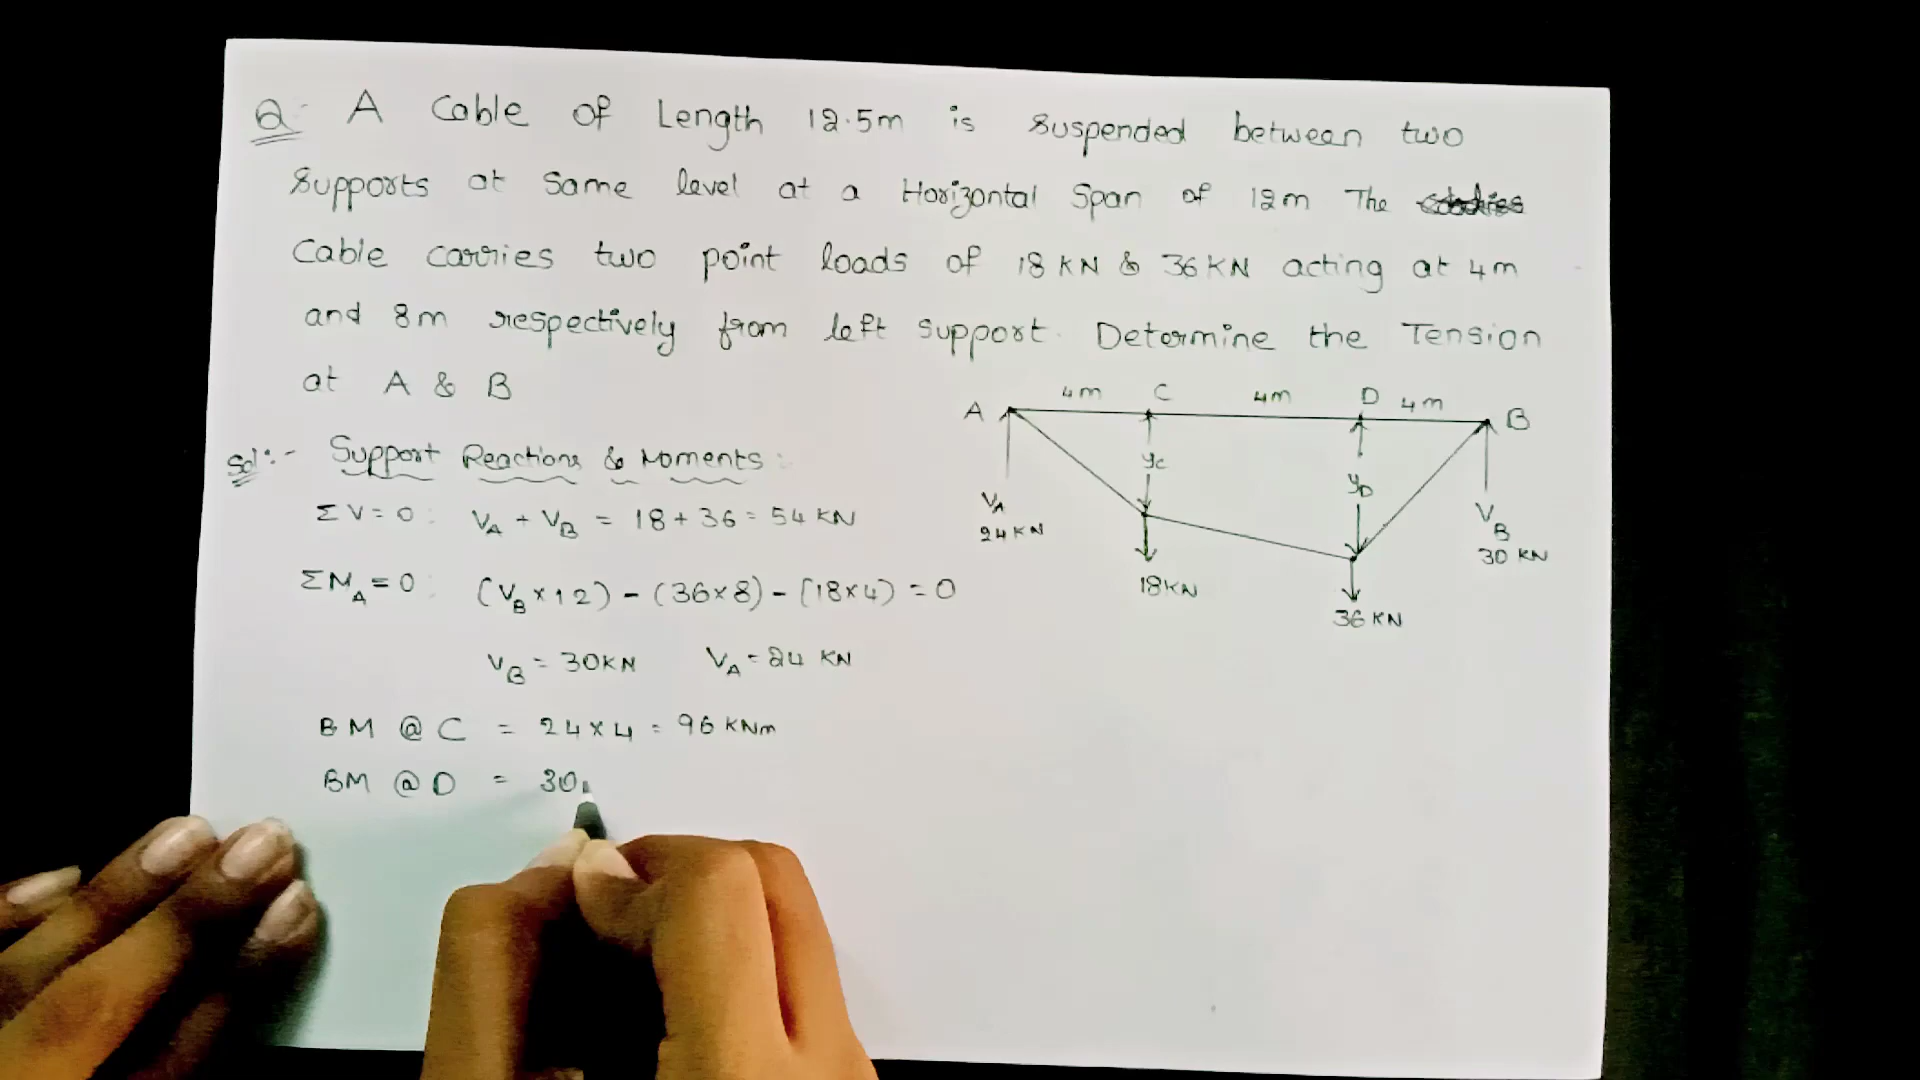 Q:- A Cable of Length 12.5m is suspended between two
supports at same level at a Horizontal Span of 12m The
Cable carries two point loads of 18 KN & 36 KN acting at 4m
and 8m respectively from left support. Determine the Tension
at A & B
Sol:- Support Reactions & Moments :
ΣV=0 : VA + VB = 18 + 36 = 54 KN
ΣMA = 0 : (VB × 12) - (36×8) - (18×4) = 0
VB = 30KN VA = 24 KN
BM @ C = 24 × 4 = 96 KNm
BM @ D = 30
4m C 4m D 4m
A B
yc yD
VA VB
24 KN 30 KN
18KN
36 KN